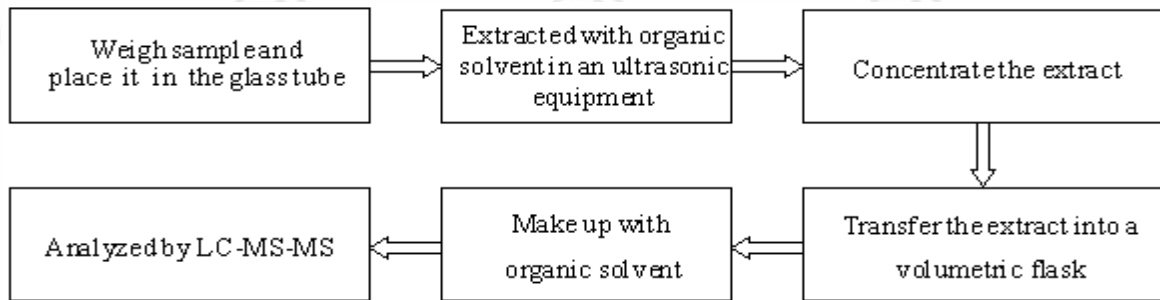 Weigh sample and
place it in the glass tube
Extracted with organic
solvent in an ultrasonic
equipment
Concentrate the extract
Transfer the extract into a
volumetric flask
Make up with
organic solvent
Analyzed by LC-MS-MS